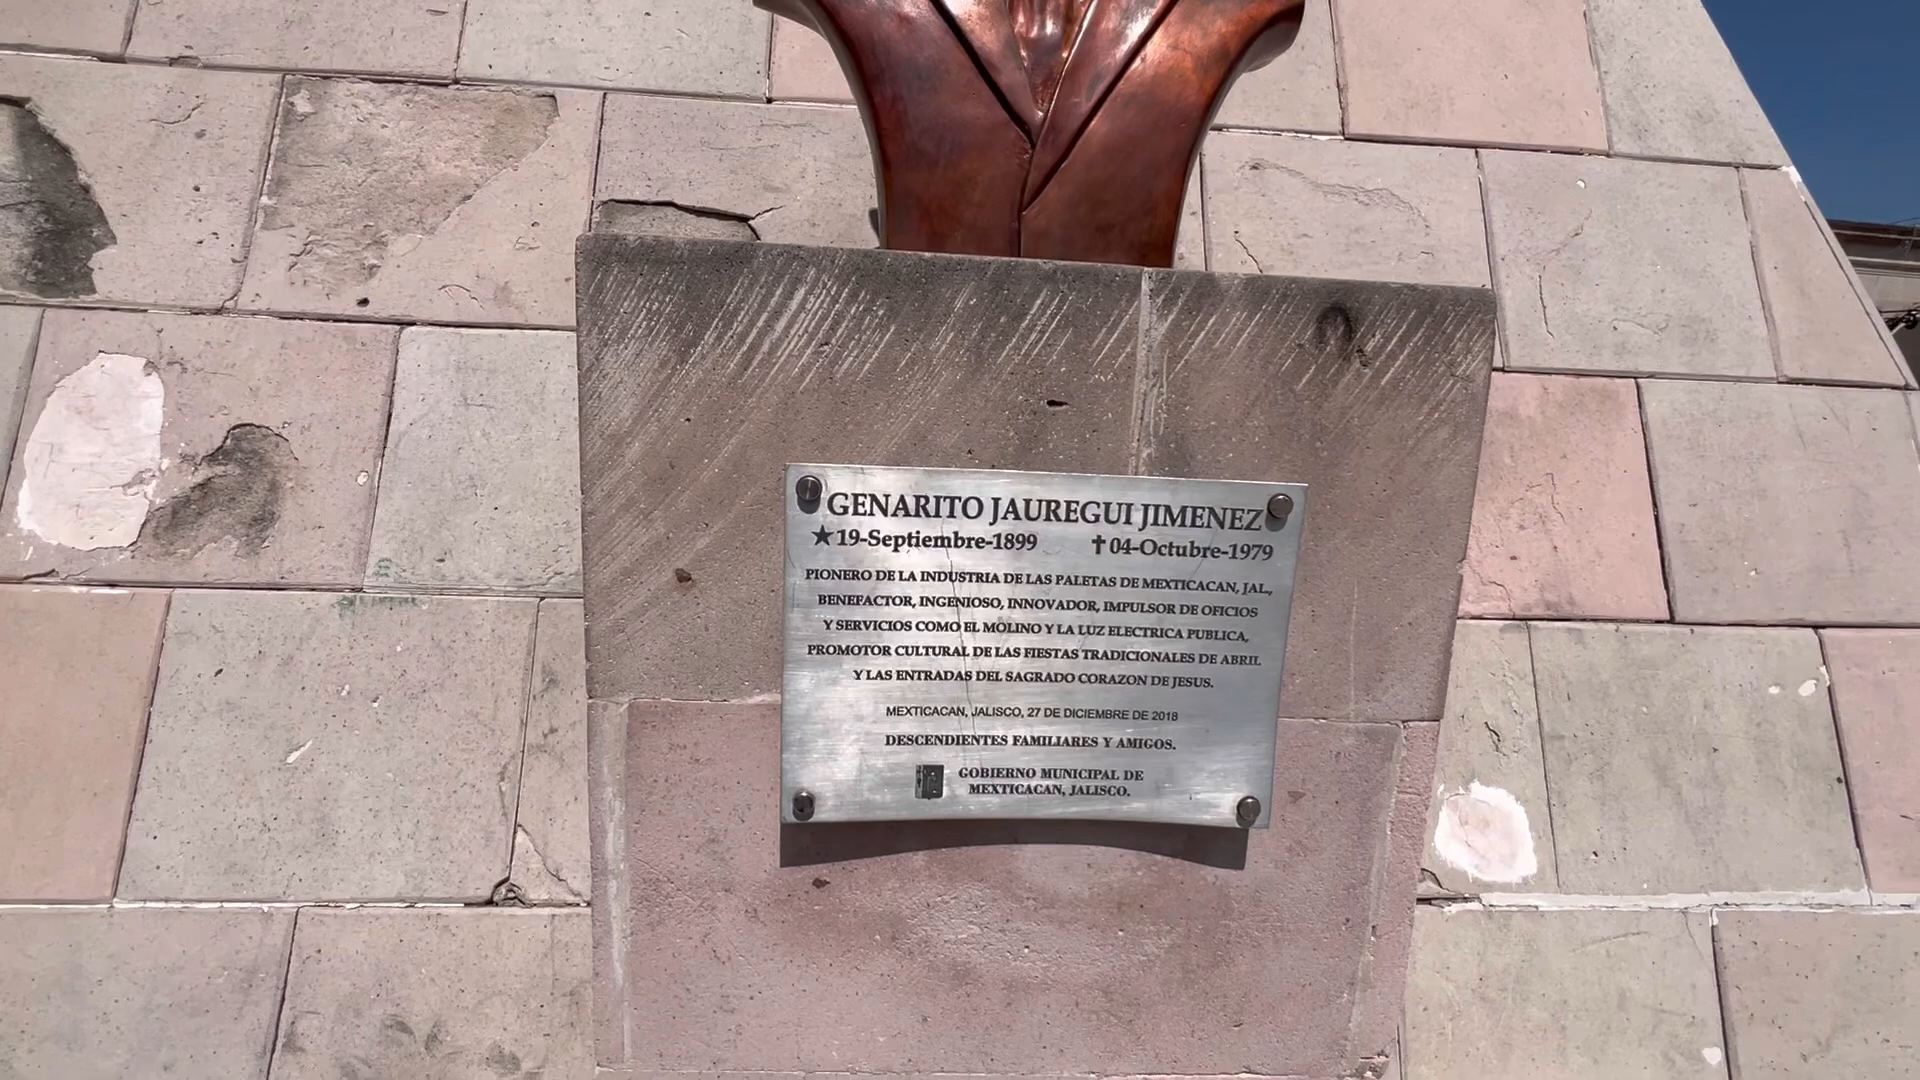 GENARITO JAUREGUI JIMENEZ
★19-Septiembre-1899 ✝04-Octubre-1979
PIONERO DE LA INDUSTRIA DE LAS PALETAS DE MEXTICACAN, JAL.,
BENEFACTOR, INGENIOSO, INNOVADOR, IMPULSOR DE OFICIOS
Y SERVICIOS COMO EL MOLINO Y LA LUZ ELECTRICA PUBLICA,
PROMOTOR CULTURAL DE LAS FIESTAS TRADICIONALES DE ABRIL
Y LAS ENTRADAS DEL SAGRADO CORAZON DE JESUS.
MEXTICACAN, JALISCO, 27 DE DICIEMBRE DE 2018
DESCENDIENTES FAMILIARES Y AMIGOS.
GOBIERNO MUNICIPAL DE
MEXTICACAN, JALISCO.